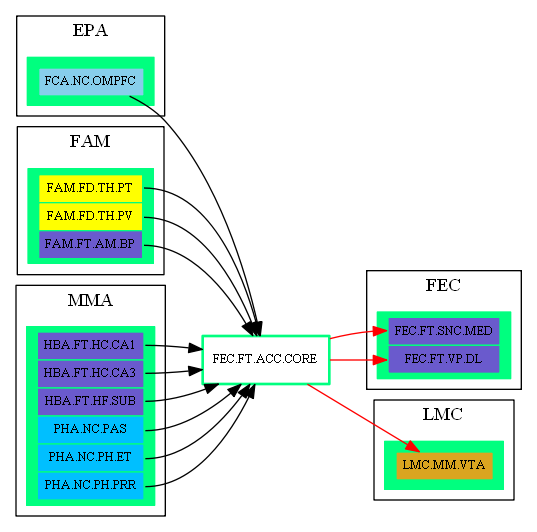 EPA
FCA.NC.OMPFC
FAM
FAM.FD.TH.PT
FAM.FD.TH.PV
FAM.FT.AM.BP
MMA
HBA.FT.HC.CA1
HBA.FT.HC.CA3
HBA.FT.HF.SUB
PHA.NC.PAS
PHA.NC.PH.ET
PHA.NC.PH.PRR
FEC.FT.ACC.CORE
FEC
FEC.FT.SNC.MED
FEC.FT.VP.DL
LMC
LMC.MM.VTA